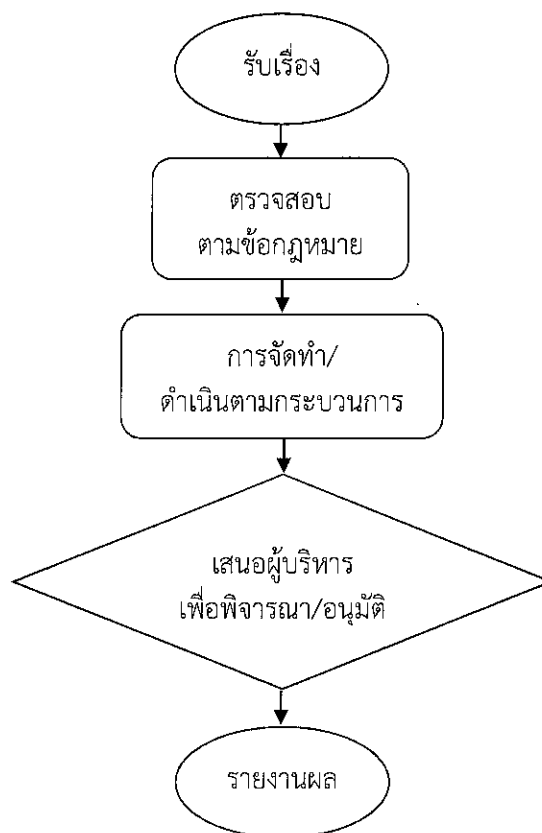 รับเรื่อง
ตรวจสอบ
ตามข้อกฎหมาย
การจัดทำ/
ดำเนินตามกระบวนการ
เสนอผู้บริหาร
เพื่อพิจารณา/อนุมัติ
รายงานผล